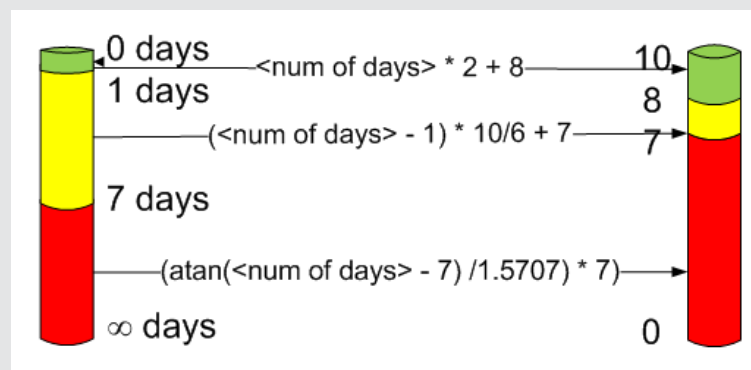 0 days
<num of days> * 2 + 8
10
1 days
8
(<num of days> - 1) * 10/6 + 7
7
7 days
(atan(<num of days> - 7) /1.5707) * 7)
∞ days
0